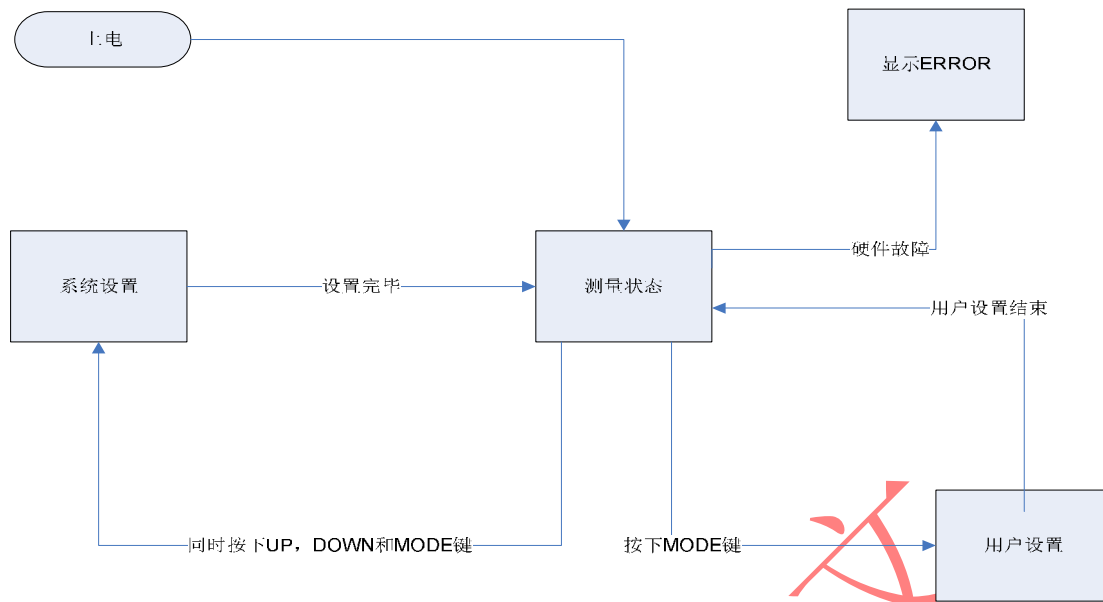 上电
显示ERROR
硬件故障
系统设置
设置完毕
测量状态
用户设置结束
同时按下UP，DOWN和MODE键
按下MODE键
用户设置